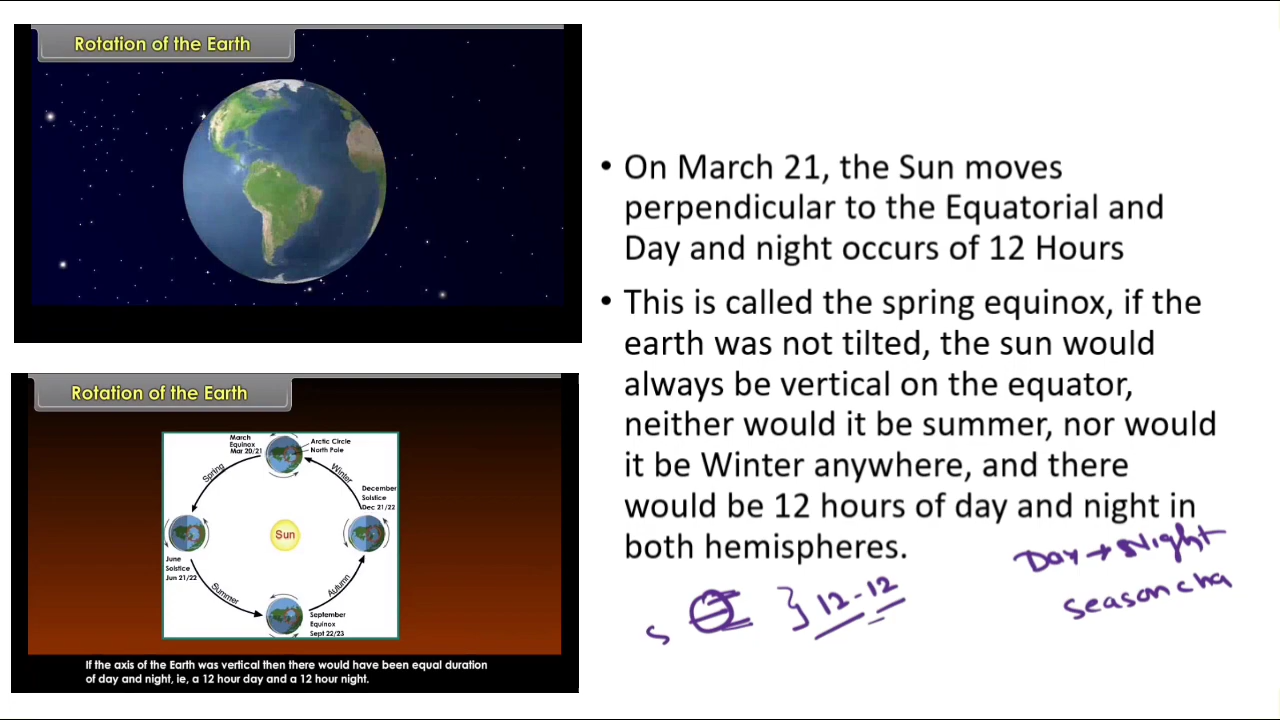 Rotation of the Earth
• On March 21, the Sun moves
perpendicular to the Equatorial and
Day and night occurs of 12 Hours
• This is called the spring equinox, if the
earth was not tilted, the sun would
always be vertical on the equator,
neither would it be summer, nor would
it be Winter anywhere, and there
would be 12 hours of day and night in
both hemispheres.
Day → Night
Season cha
S
} 12-12
Rotation of the Earth
March
Equinox
Mar 20/21
Arctic Circle
North Pole
Spring
Winter
December
Solstice
Dec 21/22
Sun
June
Solstice
Jun 21/22
Summer
Autumn
September
Equinox
Sept 22/23
If the axis of the Earth was vertical then there would have been equal duration
of day and night, ie, a 12 hour day and a 12 hour night.